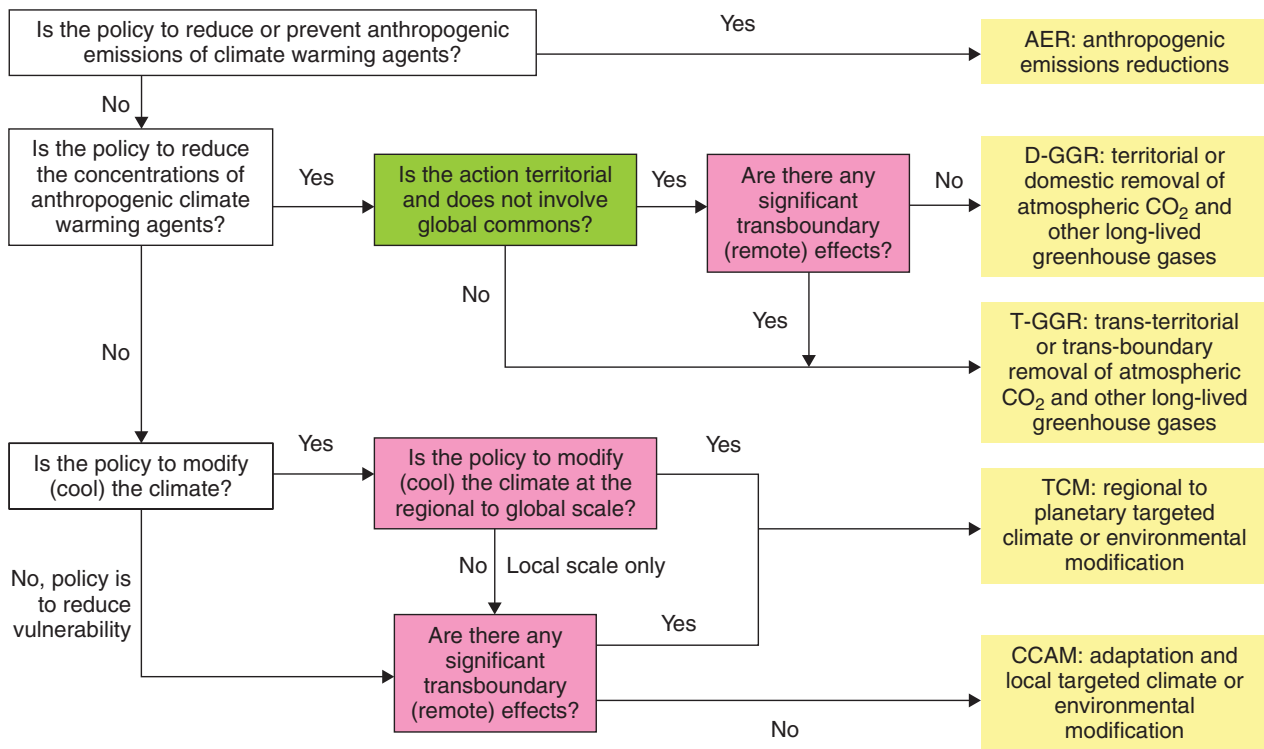 Is the policy to reduce or prevent anthropogenic
emissions of climate warming agents?
Yes
AER: anthropogenic
emissions reductions
No
Is the policy to reduce
the concentrations of
anthropogenic climate
warming agents?
Yes
Is the action territorial
and does not involve
global commons?
Yes
Are there any
significant
transboundary
(remote) effects?
No
D-GGR: territorial or
domestic removal of
atmospheric CO2 and
other long-lived
greenhouse gases
No
Yes
T-GGR: trans-territorial
or trans-boundary
removal of atmospheric
CO2 and other long-lived
greenhouse gases
No
Is the policy to modify
(cool) the climate?
Yes
Is the policy to modify
(cool) the climate at the
regional to global scale?
Yes
TCM: regional to
planetary targeted
climate or environmental
modification
No
Local scale only
No, policy is
to reduce
vulnerability
Are there any
significant
transboundary
(remote) effects?
Yes
No
CCAM: adaptation and
local targeted climate or
environmental
modification